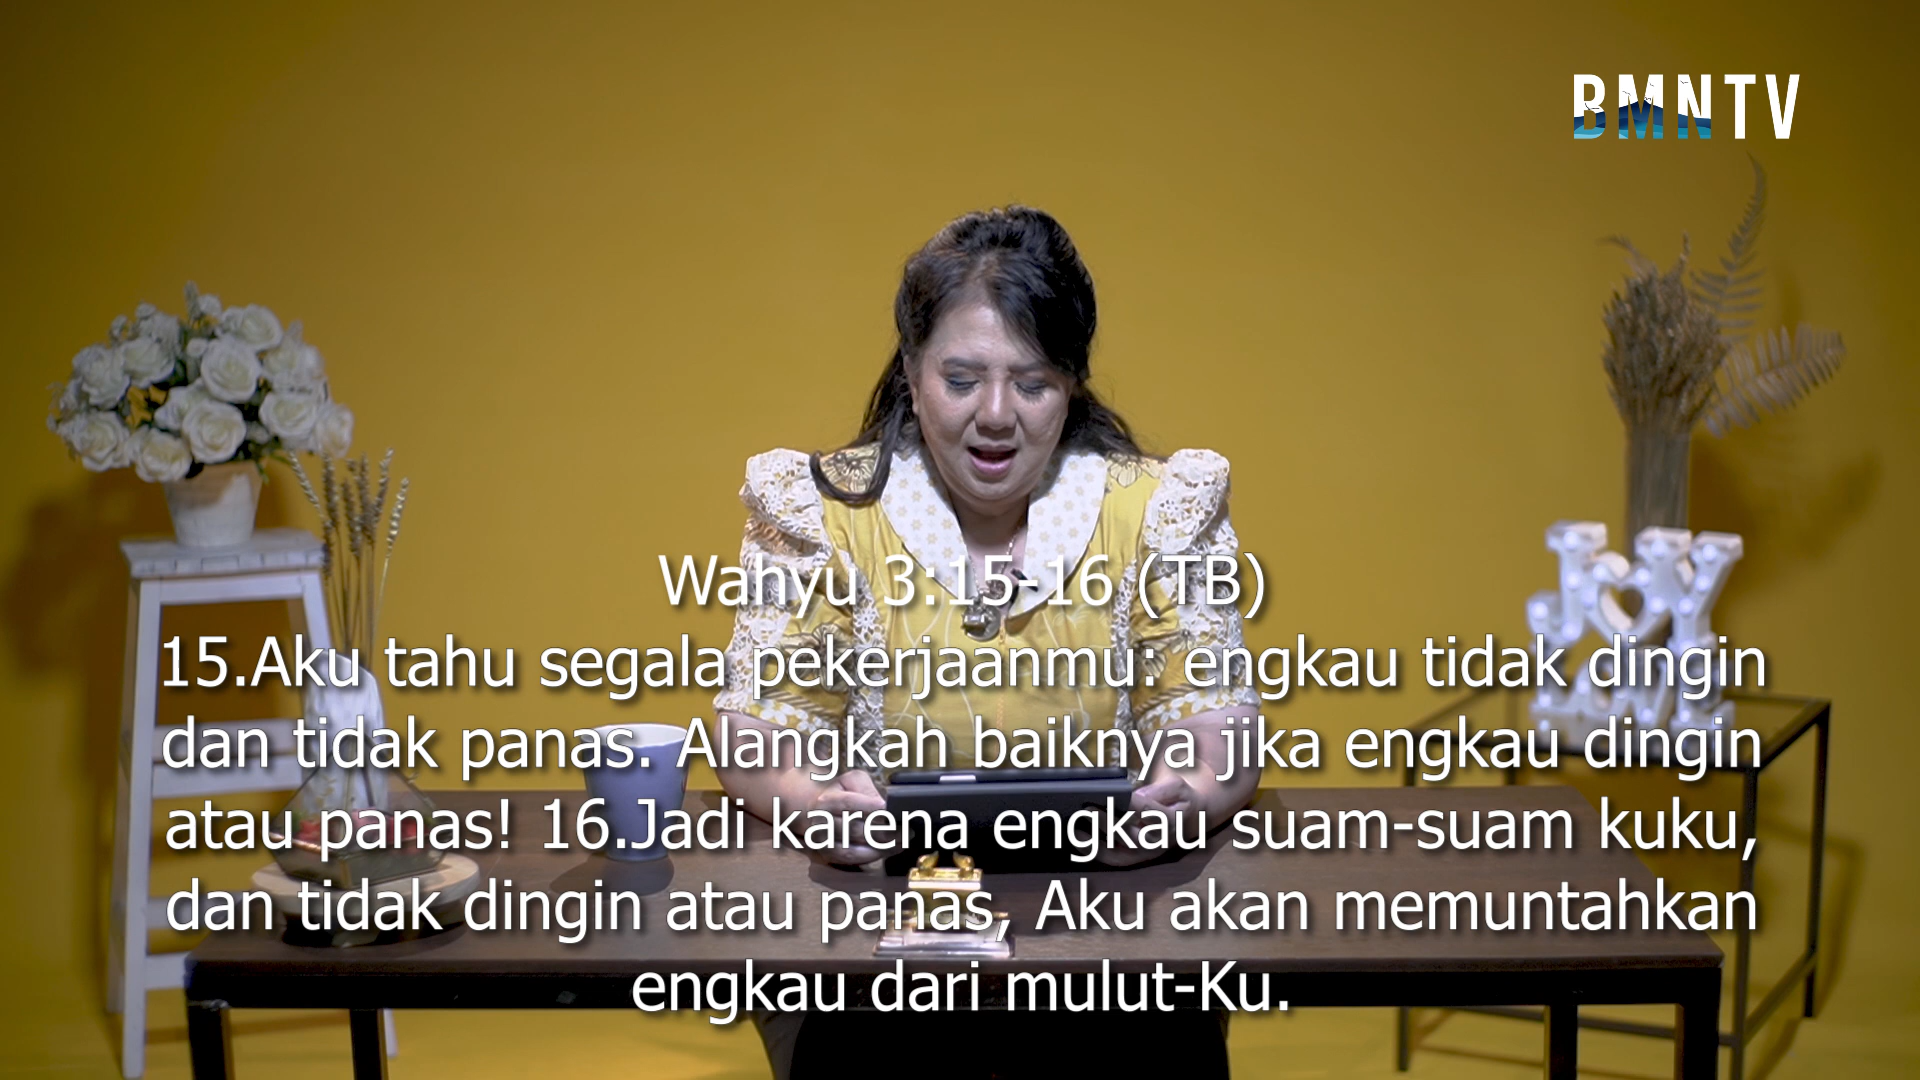 BMNTV
Wahyu 3:15-16 (TB)
15.Aku tahu segala pekerjaanmu: engkau tidak dingin
dan tidak panas. Alangkah baiknya jika engkau dingin
atau panas! 16.Jadi karena engkau suam-suam kuku,
dan tidak dingin atau panas, Aku akan memuntahkan
engkau dari mulut-Ku.